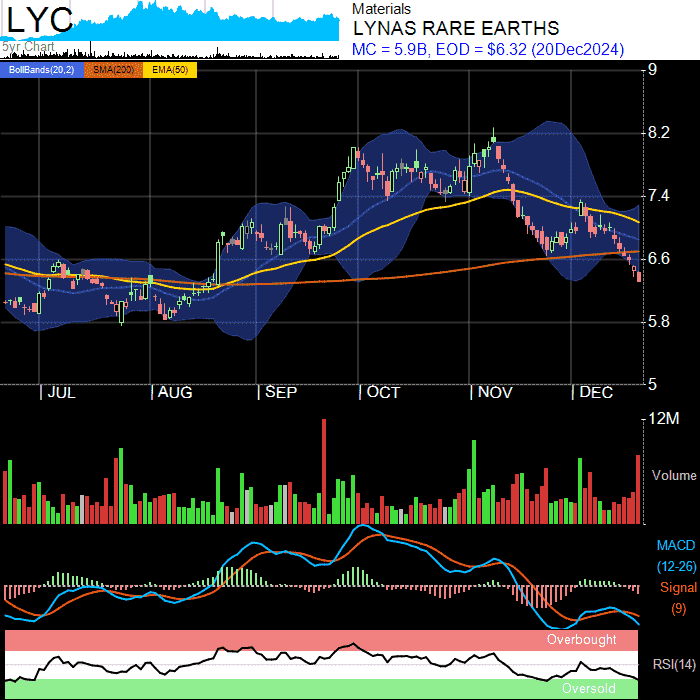 LYC
5yr Chart
Materials
LYNAS RARE EARTHS
MC = 5.9B, EOD = $6.32 (20Dec2024)
BollBands(20,2) SMA(200) EMA(50)
9
8.2
7.4
6.6
5.8
5
JUL AUG SEP OCT NOV DEC
12M
Volume
MACD
(12-26)
Signal
(9)
Overbought
RSI(14)
Oversold